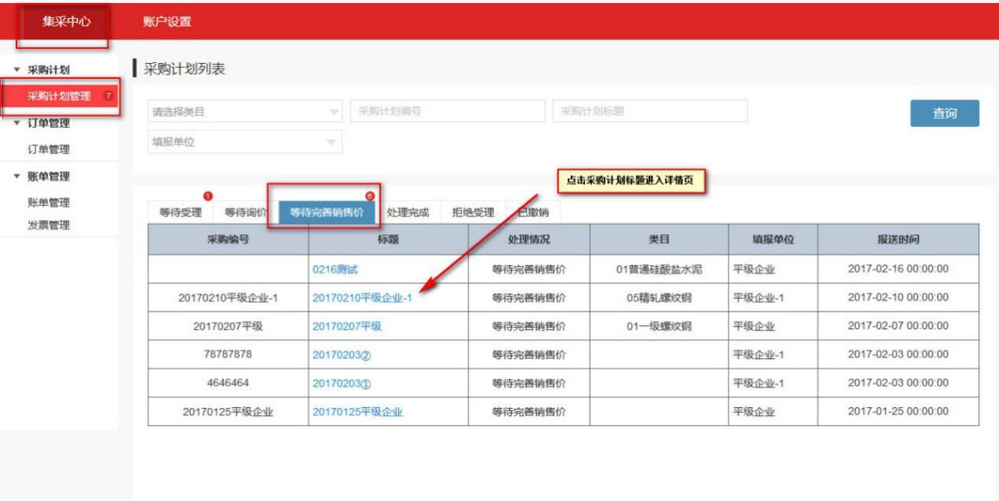 集采中心 账户设置
采购计划
采购计划管理 7
订单管理
订单管理
账单管理
账单管理
发票管理
采购计划列表
请选择类目 采购计划编号 采购计划标题 查询
填报单位
点击采购计划标题进入详情页
1 6
等待受理 等待询价 等待完善销售价 处理完成 拒绝受理 已撤销
采购编号 标题 处理情况 类目 填报单位 报送时间
0216测试 等待完善销售价 01普通硅酸盐水泥 平级企业 2017-02-16 00:00:00
20170210平级企业-1 20170210平级企业-1 等待完善销售价 05精轧螺纹钢 平级企业-1 2017-02-10 00:00:00
20170207平级 20170207平级 等待完善销售价 01一级螺纹钢 平级企业 2017-02-07 00:00:00
78787878 20170203② 等待完善销售价 平级企业-1 2017-02-03 00:00:00
4646464 20170203① 等待完善销售价 平级企业-1 2017-02-03 00:00:00
20170125平级企业 20170125平级企业 等待完善销售价 平级企业 2017-01-25 00:00:00